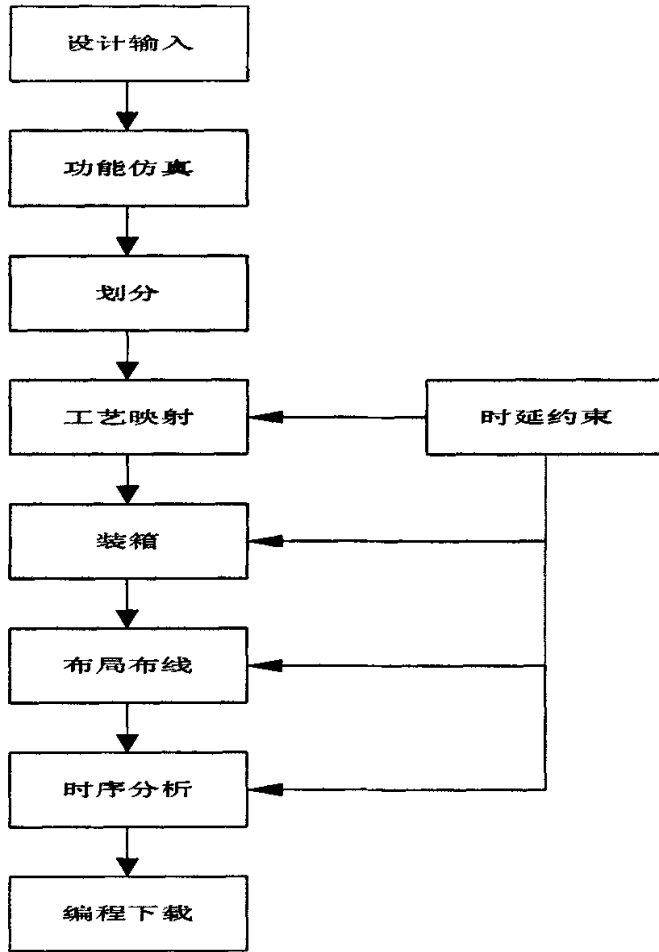 设计输入
功能仿真
划分
工艺映射
时延约束
装箱
布局布线
时序分析
编程下载